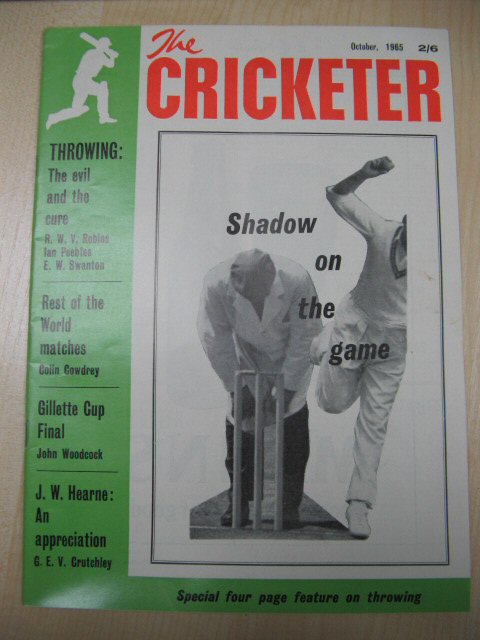 The
October, 1965 2/6
CRICKETER
THROWING:
The evil
and the
cure
R. W. V. Robins
Ian Peebles
E. W. Swanton
Rest of the
World
matches
Colin Cowdrey
Gillette Cup
Final
John Woodcock
J. W. Hearne:
An
appreciation
G. E. V. Crutchley
Shadow
on
the
game
Special four page feature on throwing